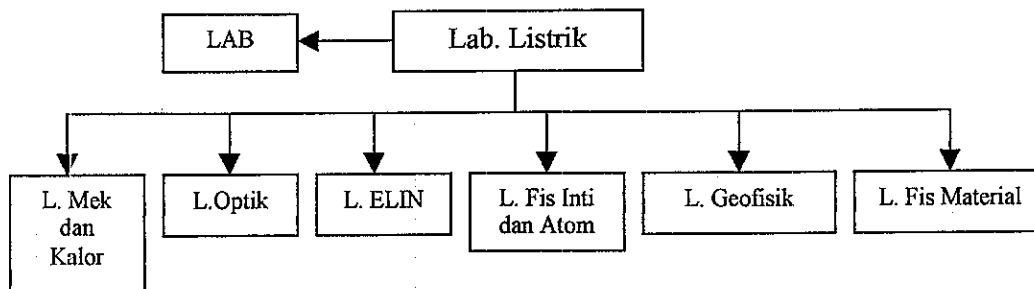 LAB
Lab. Listrik
L. Mek
dan
Kalor
L.Optik
L. ELIN
L. Fis Inti
dan Atom
L. Geofisik
L. Fis Material